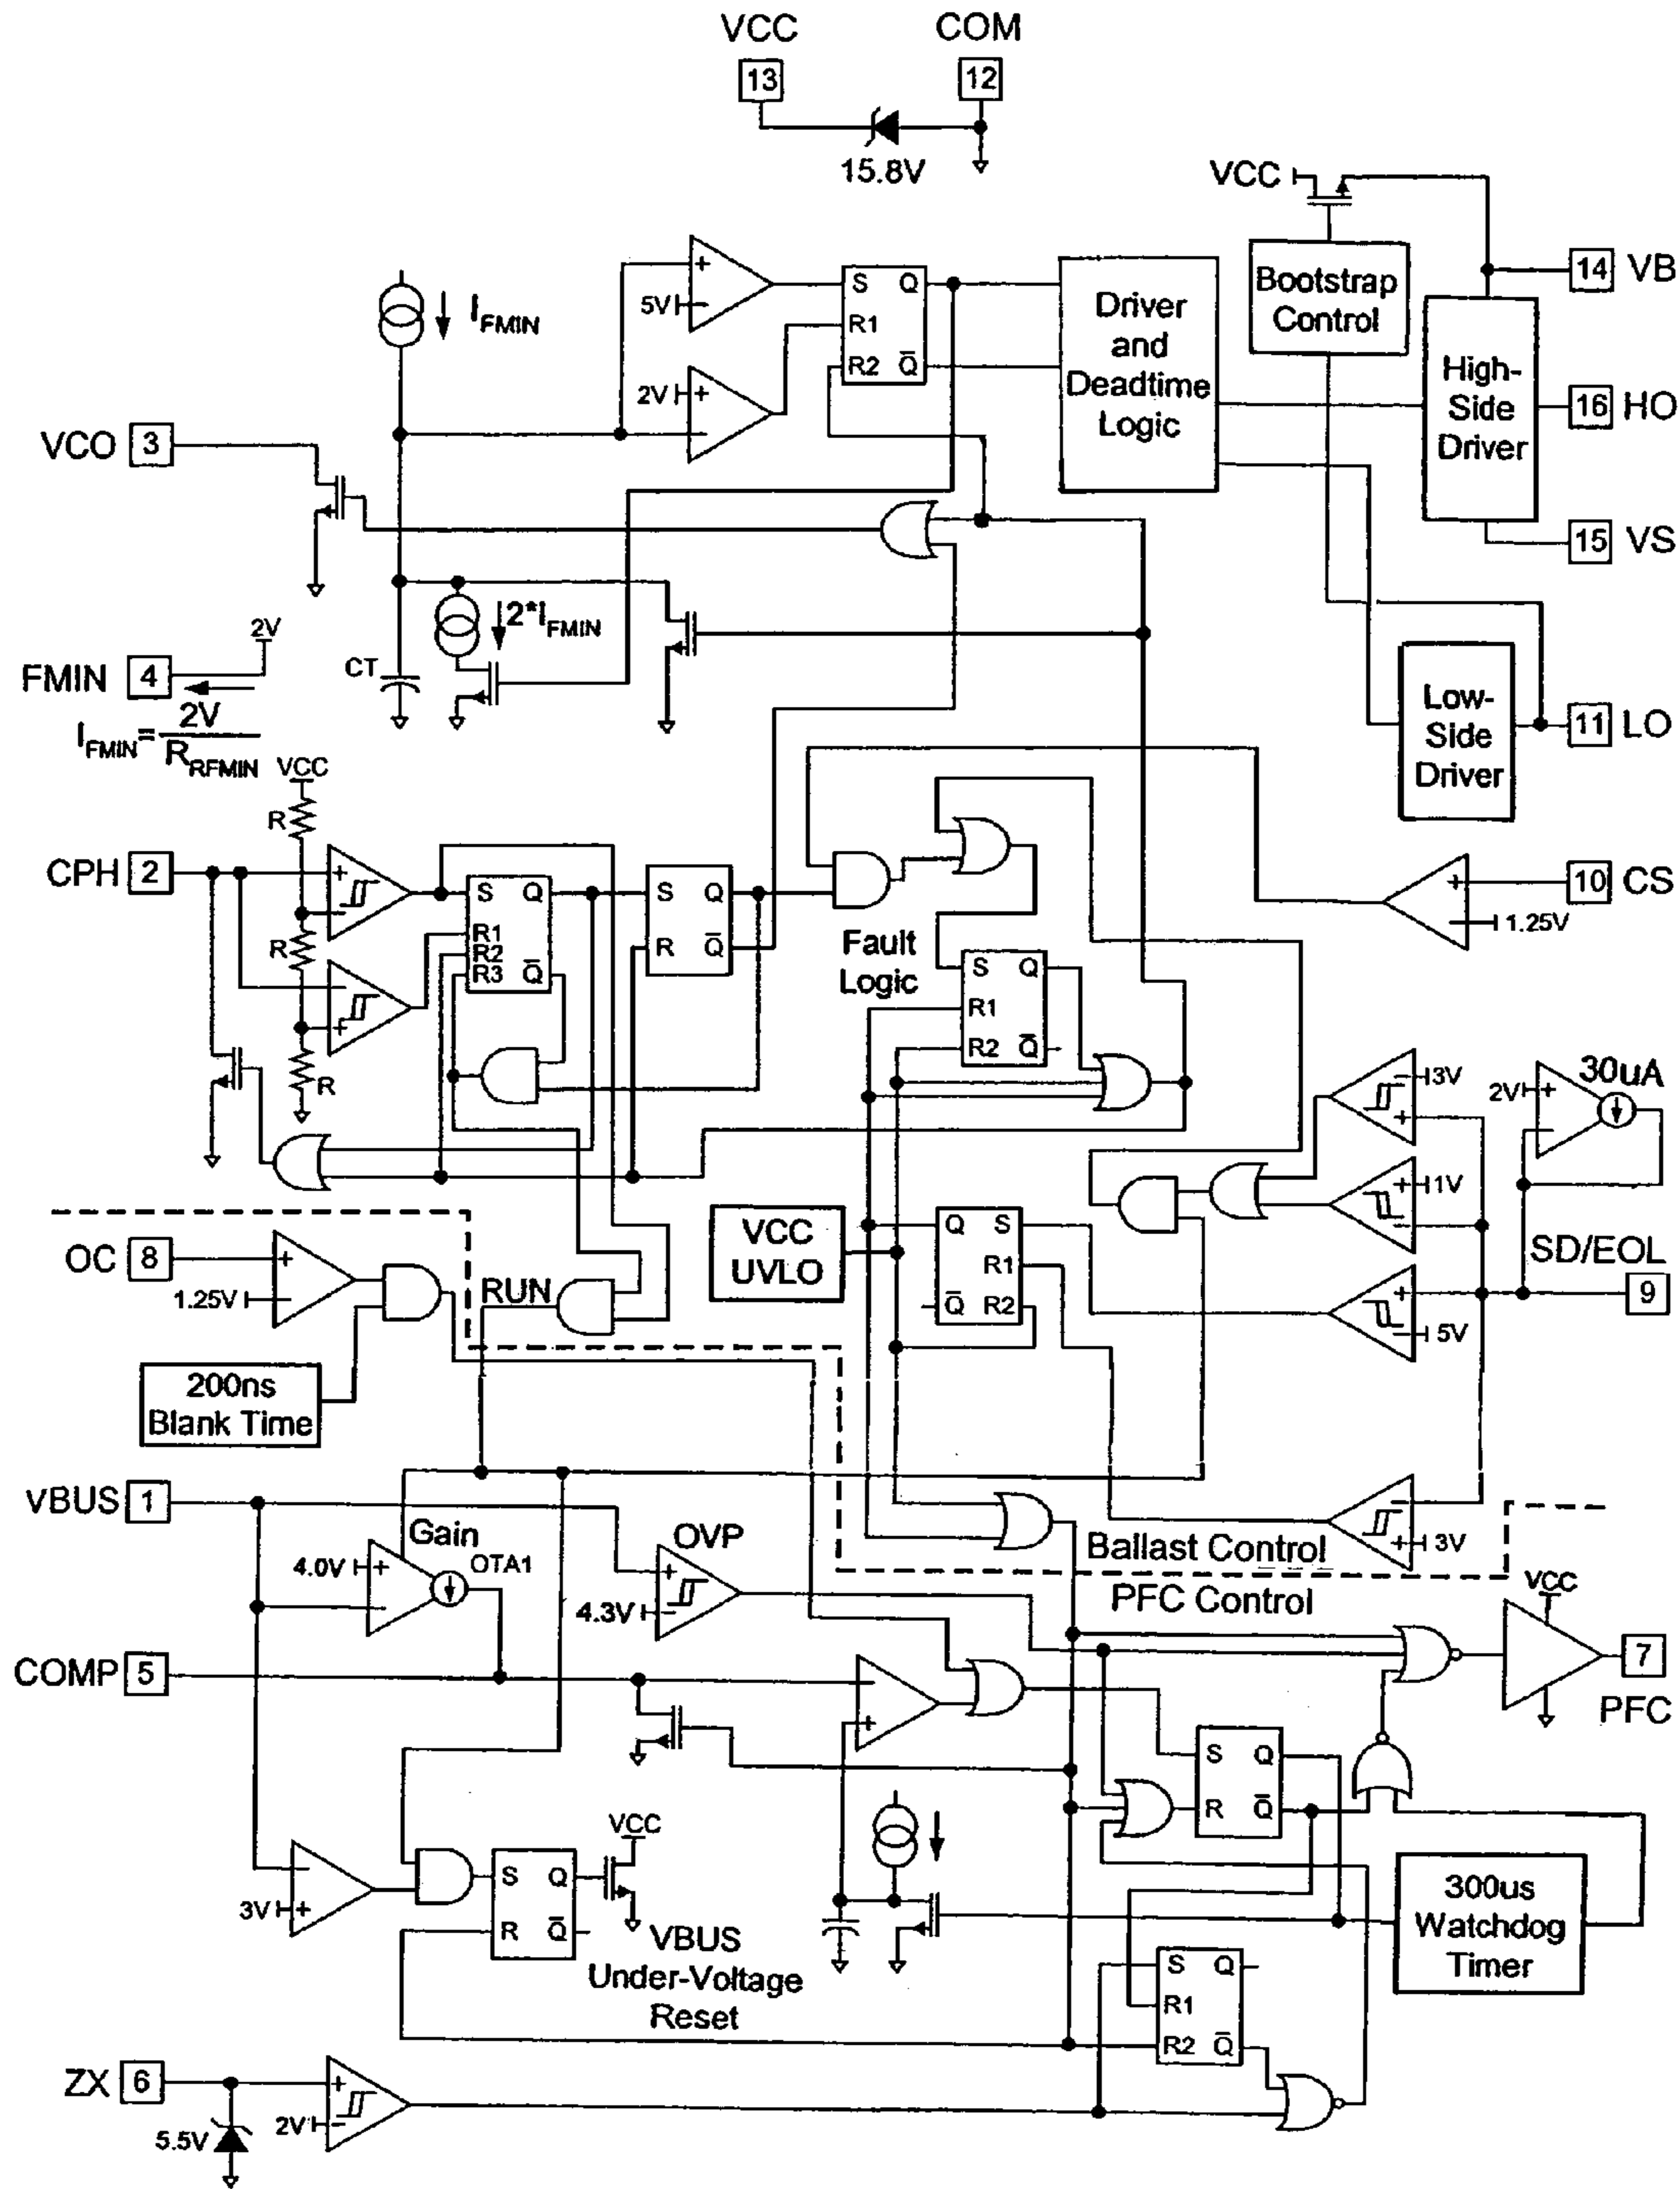 VCC COM
13 12
15.8V
VCC
Bootstrap
Control
14 VB
I_FMIN
5V + −
S Q
R1
R2 Q̅
2V + −
Driver
and
Deadtime
Logic
High-
Side
Driver
16 HO
VCO 3
15 VS
2*I_FMIN
2V
FMIN 4
CT
I_FMIN = 2V / R_RFMIN
Low-
Side
Driver
11 LO
VCC
R
R
R
CPH 2
+ −
− +
S Q
R1
R2
R3 Q̅
S Q
R Q̅
10 CS
+ −
1.25V
Fault
Logic
S Q
R1
R2 Q̅
− 3V
+
+ 1V
−
2V + −
30uA
OC 8
+ −
1.25V
200ns
Blank Time
RUN
VCC
UVLO
Q S
R1
Q̅ R2
+
− 5V
SD/EOL
9
−
+ 3V
VBUS 1
Gain
4.0V + −
OTA1
OVP
+
4.3V −
Ballast Control
PFC Control
VCC
7
PFC
COMP 5
−
+
S Q
R Q̅
−
3V +
S Q
R Q̅
VCC
VBUS
Under-Voltage
Reset
300us
Watchdog
Timer
S Q
R1
R2 Q̅
ZX 6
+
2V −
5.5V